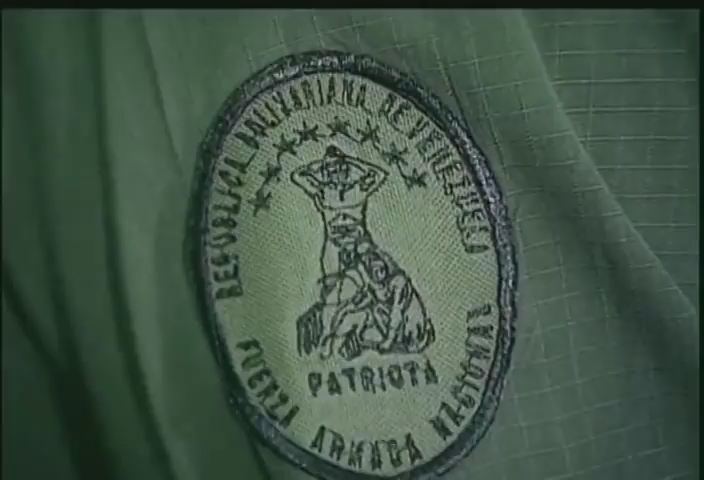 REPUBLICA BOLIVARIANA DE VENEZUELA
PATRIOTA
FUERZA ARMADA NACIONAL